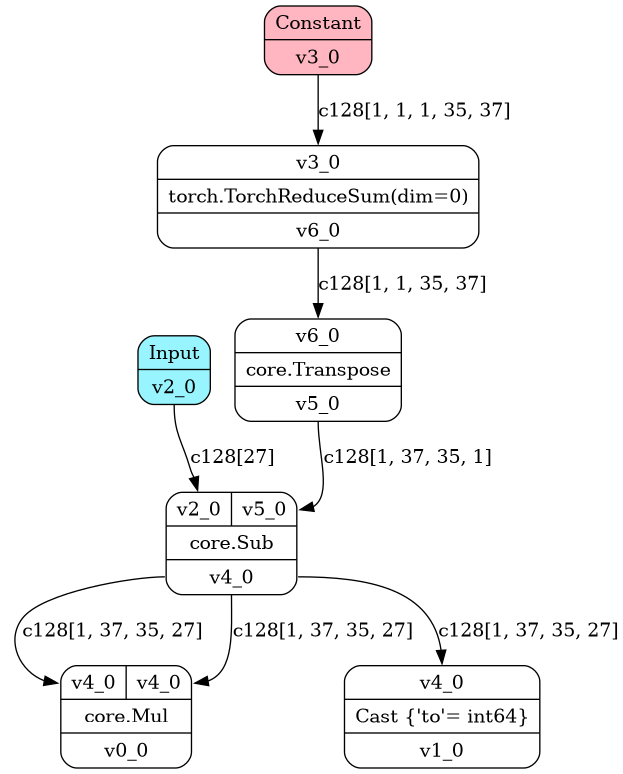 Constant
v3_0
c128[1, 1, 1, 35, 37]
v3_0
torch.TorchReduceSum(dim=0)
v6_0
c128[1, 1, 35, 37]
Input
v2_0
v6_0
core.Transpose
v5_0
c128[27]
c128[1, 37, 35, 1]
v2_0 v5_0
core.Sub
v4_0
c128[1, 37, 35, 27] c128[1, 37, 35, 27] c128[1, 37, 35, 27]
v4_0 v4_0
core.Mul
v0_0
v4_0
Cast {'to'= int64}
v1_0